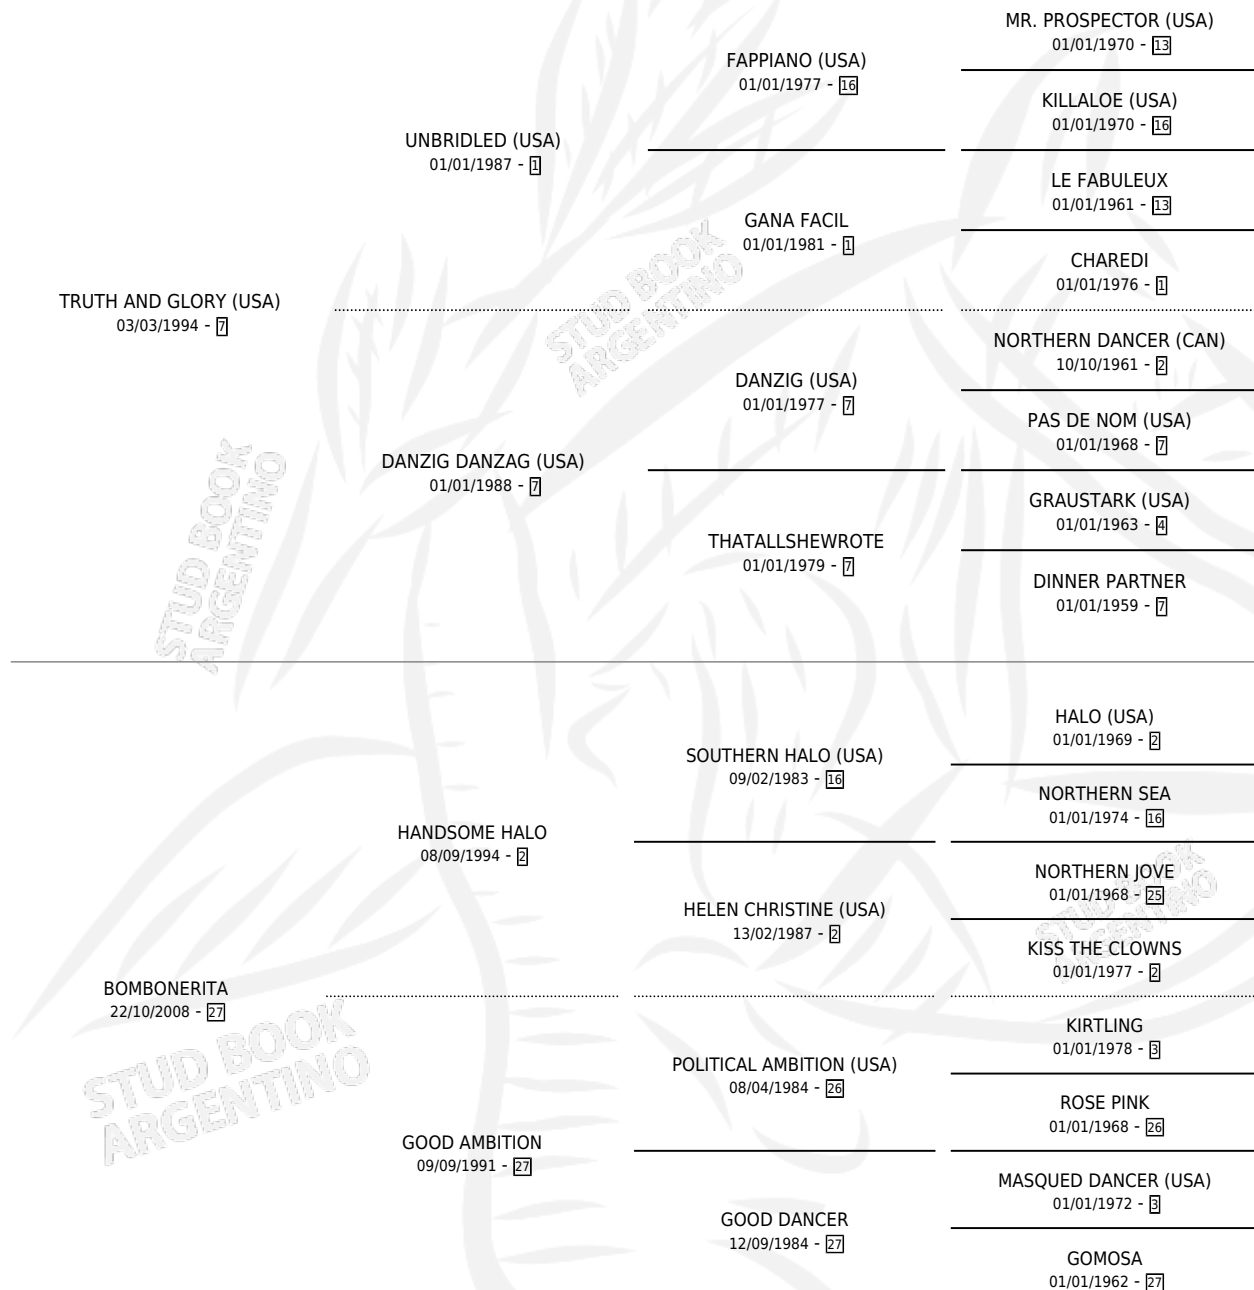 MR. PROSPECTOR (USA)
01/01/1970 - 13
FAPPIANO (USA)
01/01/1977 - 16
KILLALOE (USA)
01/01/1970 - 16
UNBRIDLED (USA)
01/01/1987 - 1
LE FABULEUX
01/01/1961 - 13
GANA FACIL
01/01/1981 - 1
CHAREDI
01/01/1976 - 1
TRUTH AND GLORY (USA)
03/03/1994 - 7
STUD BOOK
ARGENTINO
NORTHERN DANCER (CAN)
10/10/1961 - 2
DANZIG (USA)
01/01/1977 - 7
PAS DE NOM (USA)
01/01/1968 - 7
DANZIG DANZAG (USA)
01/01/1988 - 7
GRAUSTARK (USA)
01/01/1963 - 4
THATALLSHEWROTE
01/01/1979 - 7
DINNER PARTNER
01/01/1959 - 7
STUD BOOK
ARGENTINO
HALO (USA)
01/01/1969 - 2
SOUTHERN HALO (USA)
09/02/1983 - 16
NORTHERN SEA
01/01/1974 - 16
HANDSOME HALO
08/09/1994 - 2
NORTHERN JOVE
01/01/1968 - 25
HELEN CHRISTINE (USA)
13/02/1987 - 2
KISS THE CLOWNS
01/01/1977 - 2
STUD BOOK
ARGENTINO
BOMBONERITA
22/10/2008 - 27
KIRTLING
01/01/1978 - 3
POLITICAL AMBITION (USA)
08/04/1984 - 26
ROSE PINK
01/01/1968 - 26
STUD BOOK
ARGENTINO
GOOD AMBITION
09/09/1991 - 27
MASQUED DANCER (USA)
01/01/1972 - 3
GOOD DANCER
12/09/1984 - 27
GOMOSA
01/01/1962 - 27